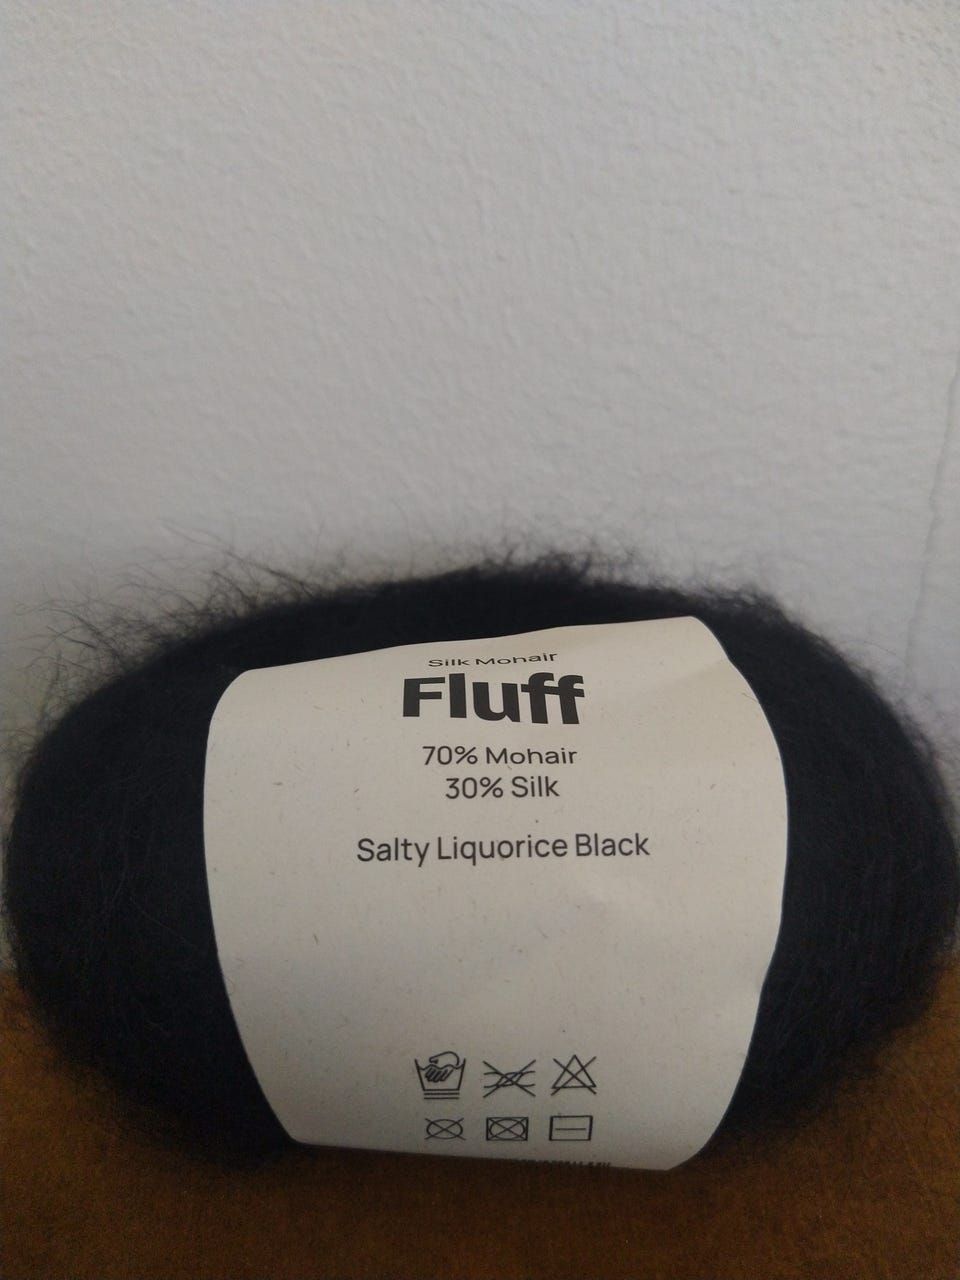 Silk Mohair
Fluff
70% Mohair
30% Silk
Salty Liquorice Black